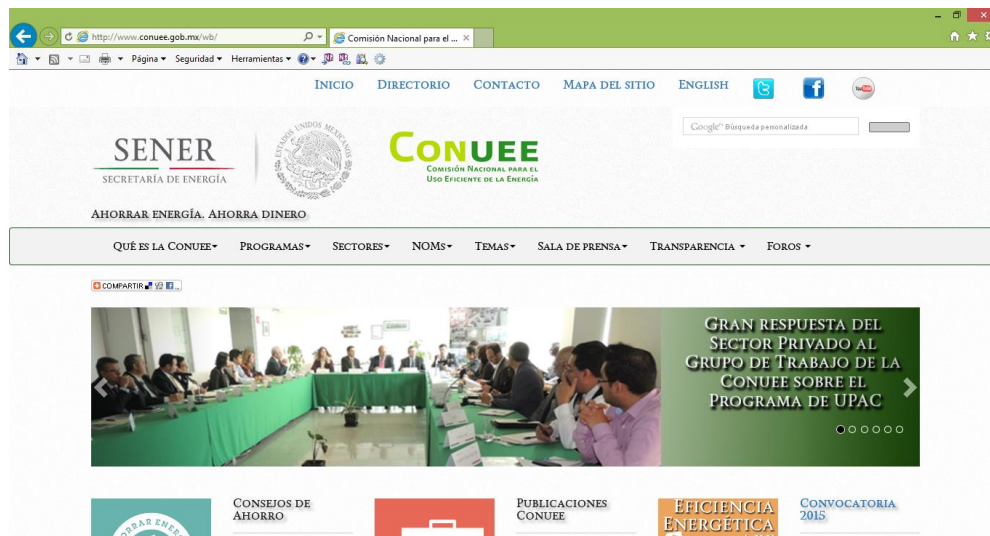 http://www.conuee.gob.mx/wb/
Comisión Nacional para el ...
Página Seguridad Herramientas
INICIO DIRECTORIO CONTACTO MAPA DEL SITIO ENGLISH
Google™ Búsqueda personalizada
SENER
SECRETARÍA DE ENERGÍA
ESTADOS UNIDOS MEXICANOS
CONUEE
COMISIÓN NACIONAL PARA EL
USO EFICIENTE DE LA ENERGÍA
AHORRAR ENERGÍA. AHORRA DINERO
QUÉ ES LA CONUEE PROGRAMAS SECTORES NOMS TEMAS SALA DE PRENSA TRANSPARENCIA FOROS
COMPARTIR
GRAN RESPUESTA DEL
SECTOR PRIVADO AL
GRUPO DE TRABAJO DE LA
CONUEE SOBRE EL
PROGRAMA DE UPAC
CONSEJOS DE
AHORRO
PUBLICACIONES
CONUEE
EFICIENCIA
ENERGÉTICA
CONVOCATORIA
2015